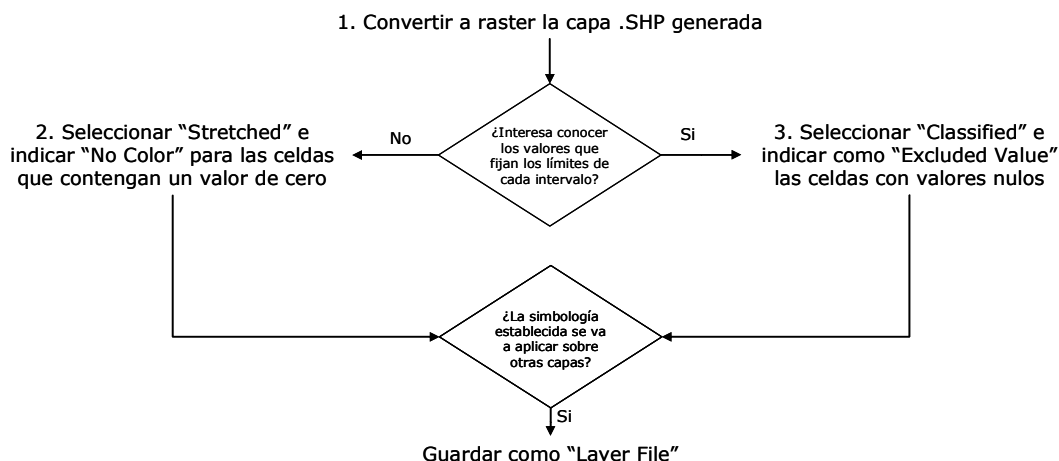 1. Convertir a raster la capa .SHP generada
¿Interesa conocer
los valores que
fijan los límites de
cada intervalo?
No
Si
2. Seleccionar “Stretched” e
indicar “No Color” para las celdas
que contengan un valor de cero
3. Seleccionar “Classified” e
indicar como “Excluded Value”
las celdas con valores nulos
¿La simbología
establecida se va
a aplicar sobre
otras capas?
Si
Guardar como “Layer File”